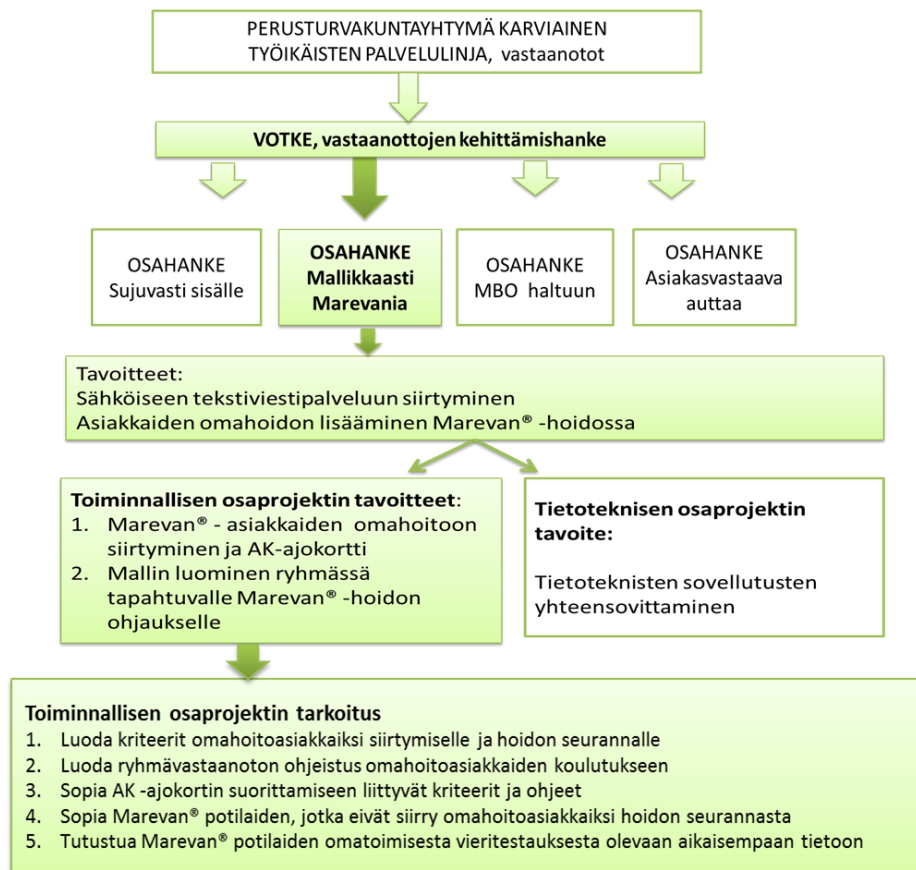 PERUSTURVAKUNTAYHTYMÄ KARVIAINEN
TYÖIKÄISTEN PALVELULINJA, vastaanotot
VOTKE, vastaanottojen kehittämishanke
OSAHANKE
Sujuvasti sisälle
OSAHANKE
Mallikkaasti
Marevania
OSAHANKE
MBO haltuun
OSAHANKE
Asiakasvastaava
auttaa
Tavoitteet:
Sähköiseen tekstiviestipalveluun siirtyminen
Asiakkaiden omahoidon lisääminen Marevan® -hoidossa
Toiminnallisen osaprojektin tavoitteet:
1. Marevan® - asiakkaiden omahoitoon
siirtyminen ja AK-ajokortti
2. Mallin luominen ryhmässä
tapahtuvalle Marevan® -hoidon
ohjaukselle
Tietoteknisen osaprojektin
tavoite:
Tietoteknisten sovellutusten
yhteensovittaminen
Toiminnallisen osaprojektin tarkoitus
1. Luoda kriteerit omahoitoasiakkaiksi siirtymiselle ja hoidon seurannalle
2. Luoda ryhmävastaanoton ohjeistus omahoitoasiakkaiden koulutukseen
3. Sopia AK -ajokortin suorittamiseen liittyvät kriteerit ja ohjeet
4. Sopia Marevan® potilaiden, jotka eivät siirry omahoitoasiakkaiksi hoidon seurannasta
5. Tutustua Marevan® potilaiden omatoimisesta vieritestauksesta olevaan aikaisempaan tietoon